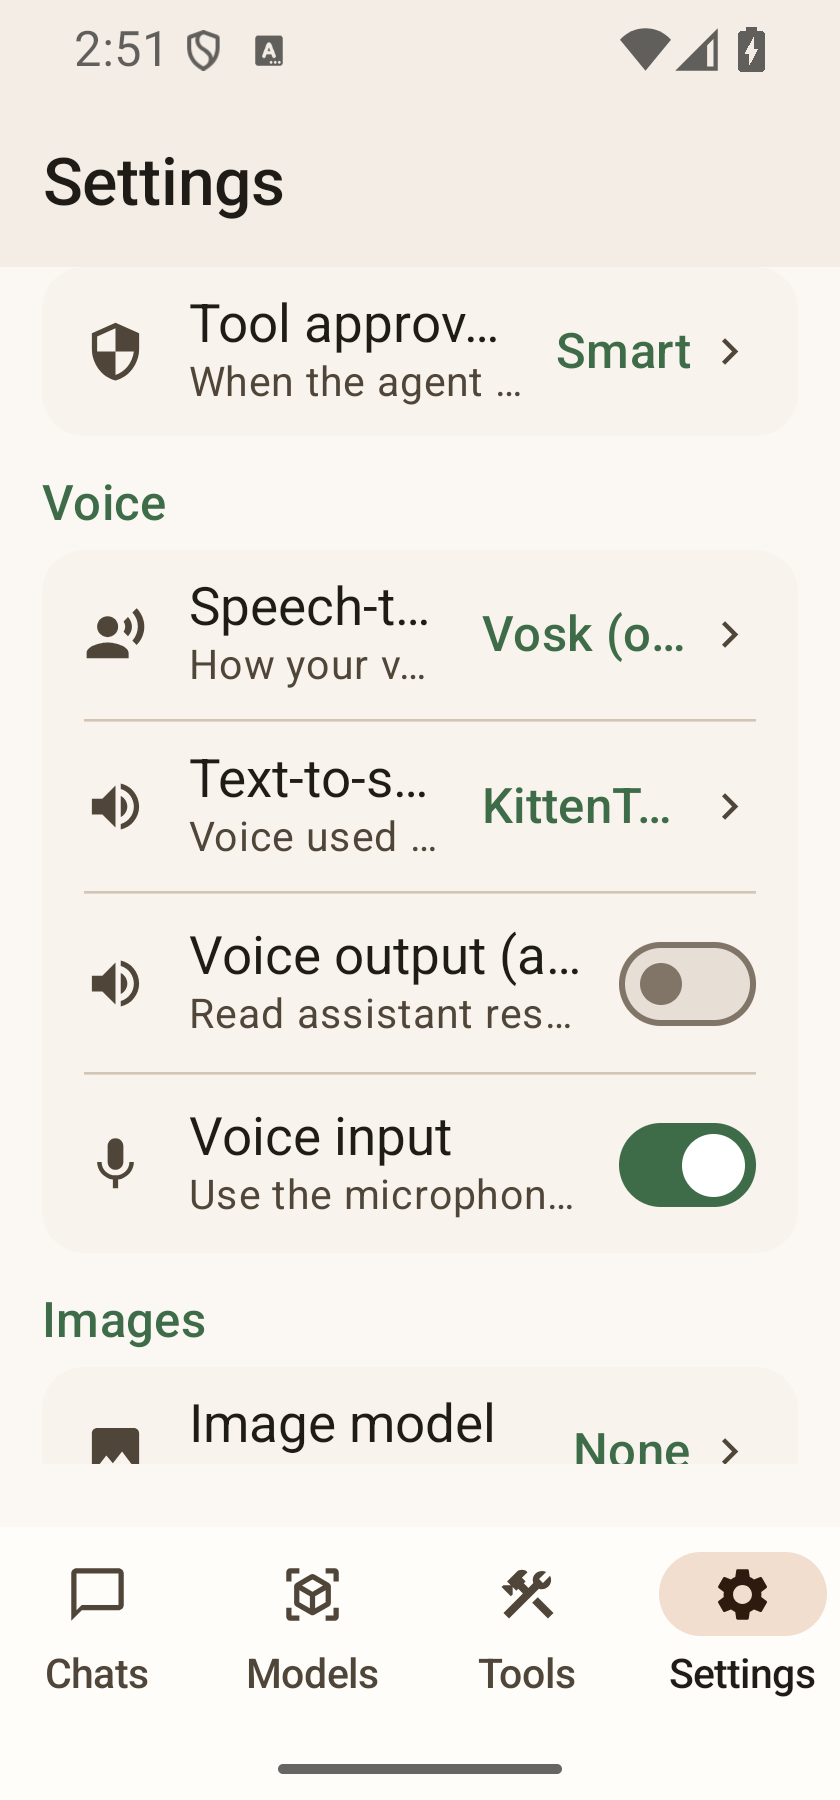 2:51
Settings
Tool approv...
When the agent ...
Smart
Voice
Speech-t...
How your v...
Vosk (o...
Text-to-s...
Voice used ...
KittenT...
Voice output (a...
Read assistant res...
Voice input
Use the microphon...
Images
Image model
None
Chats
Models
Tools
Settings